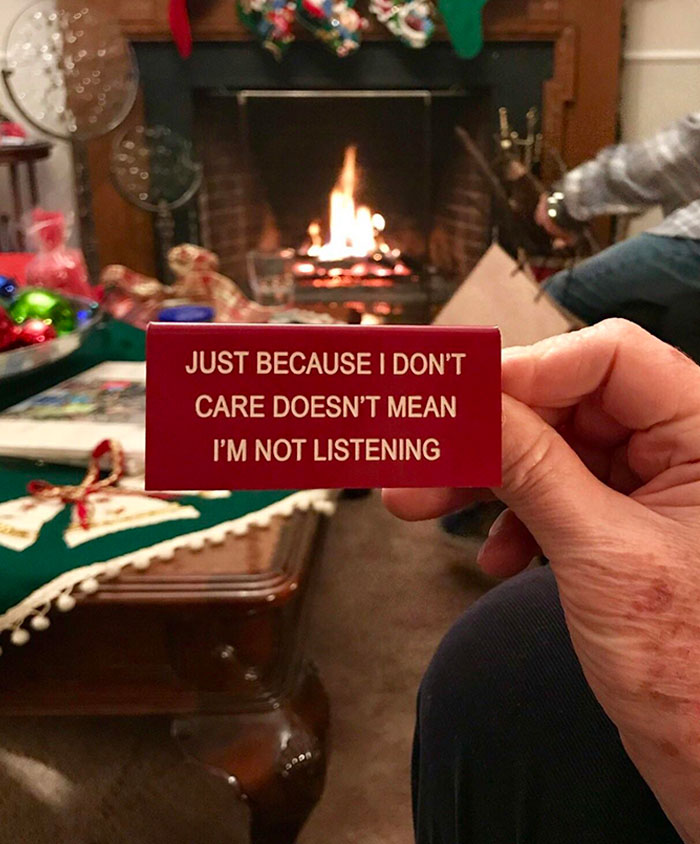 JUST BECAUSE I DON'T
CARE DOESN'T MEAN
I'M NOT LISTENING